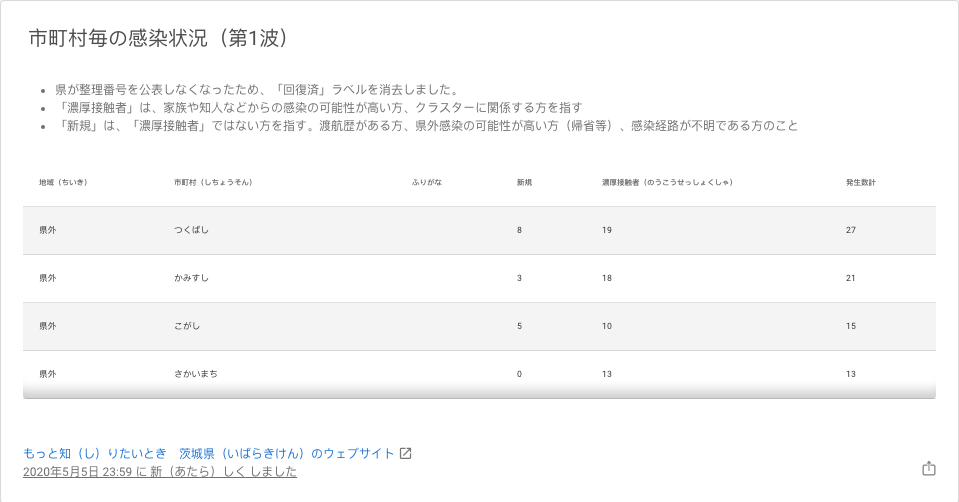 市町村毎の感染状況（第1波）
県が整理番号を公表しなくなったため、「回復済」ラベルを消去しました。
「濃厚接触者」は、家族や知人などからの感染の可能性が高い方、クラスターに関係する方を指す
「新規」は、「濃厚接触者」ではない方を指す。渡航歴がある方、県外感染の可能性が高い方（帰省等）、感染経路が不明である方のこと
地域（ちいき） 市町村（しちょうそん） ふりがな 新規 濃厚接触者（のうこうせっしょくしゃ） 発生数計
県外 つくばし 8 19 27
県外 かみすし 3 18 21
県外 こがし 5 10 15
県外 さかいまち 0 13 13
もっと知（し）りたいとき 茨城県（いばらきけん）のウェブサイト
2020年5月5日 23:59 に 新（あたら）しく しました